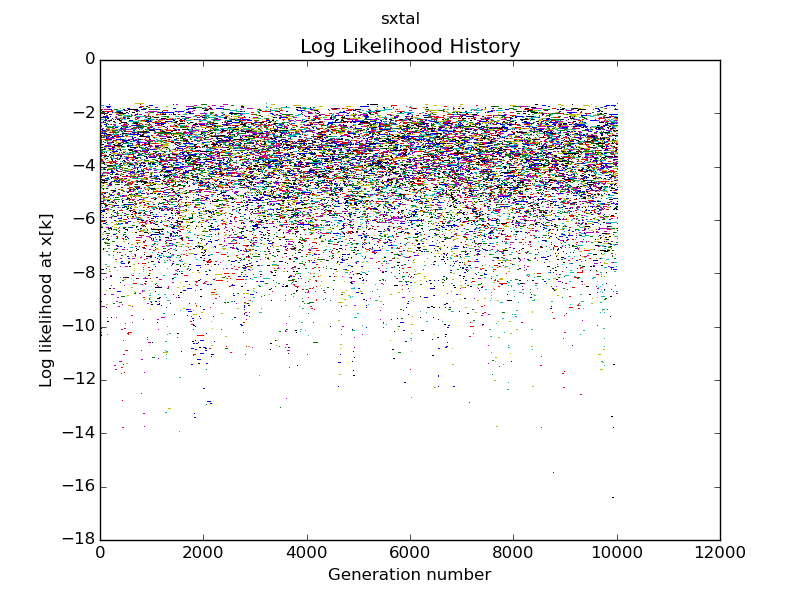 sxtal
Log Likelihood History
Log likelihood at x[k]
0
−2
−4
−6
−8
−10
−12
−14
−16
−18
0 2000 4000 6000 8000 10000 12000
Generation number